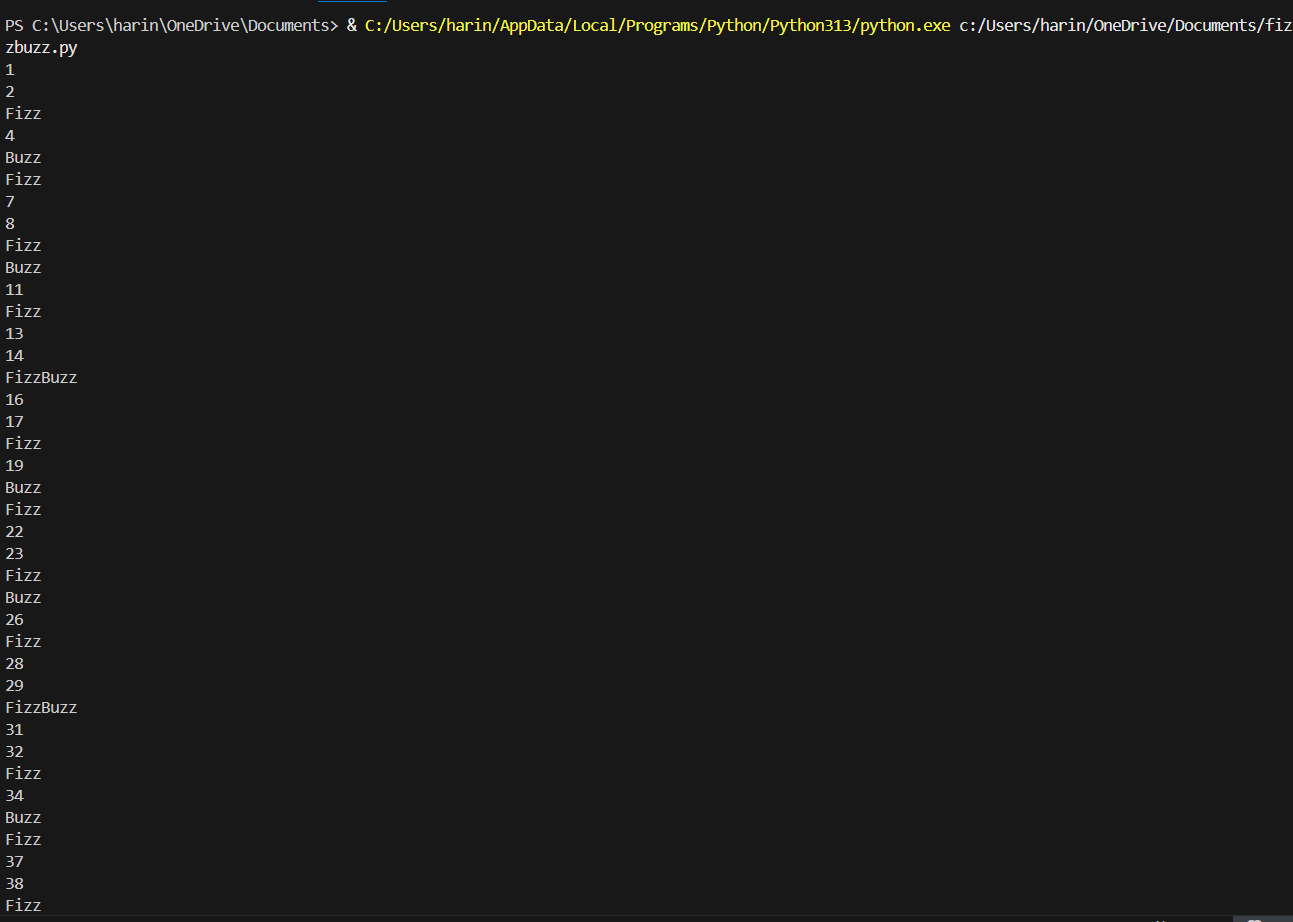 PS C:\Users\harin\OneDrive\Documents> & C:/Users/harin/AppData/Local/Programs/Python/Python313/python.exe c:/Users/harin/OneDrive/Documents/fiz
zbuzz.py
1
2
Fizz
4
Buzz
Fizz
7
8
Fizz
Buzz
11
Fizz
13
14
FizzBuzz
16
17
Fizz
19
Buzz
Fizz
22
23
Fizz
Buzz
26
Fizz
28
29
FizzBuzz
31
32
Fizz
34
Buzz
Fizz
37
38
Fizz